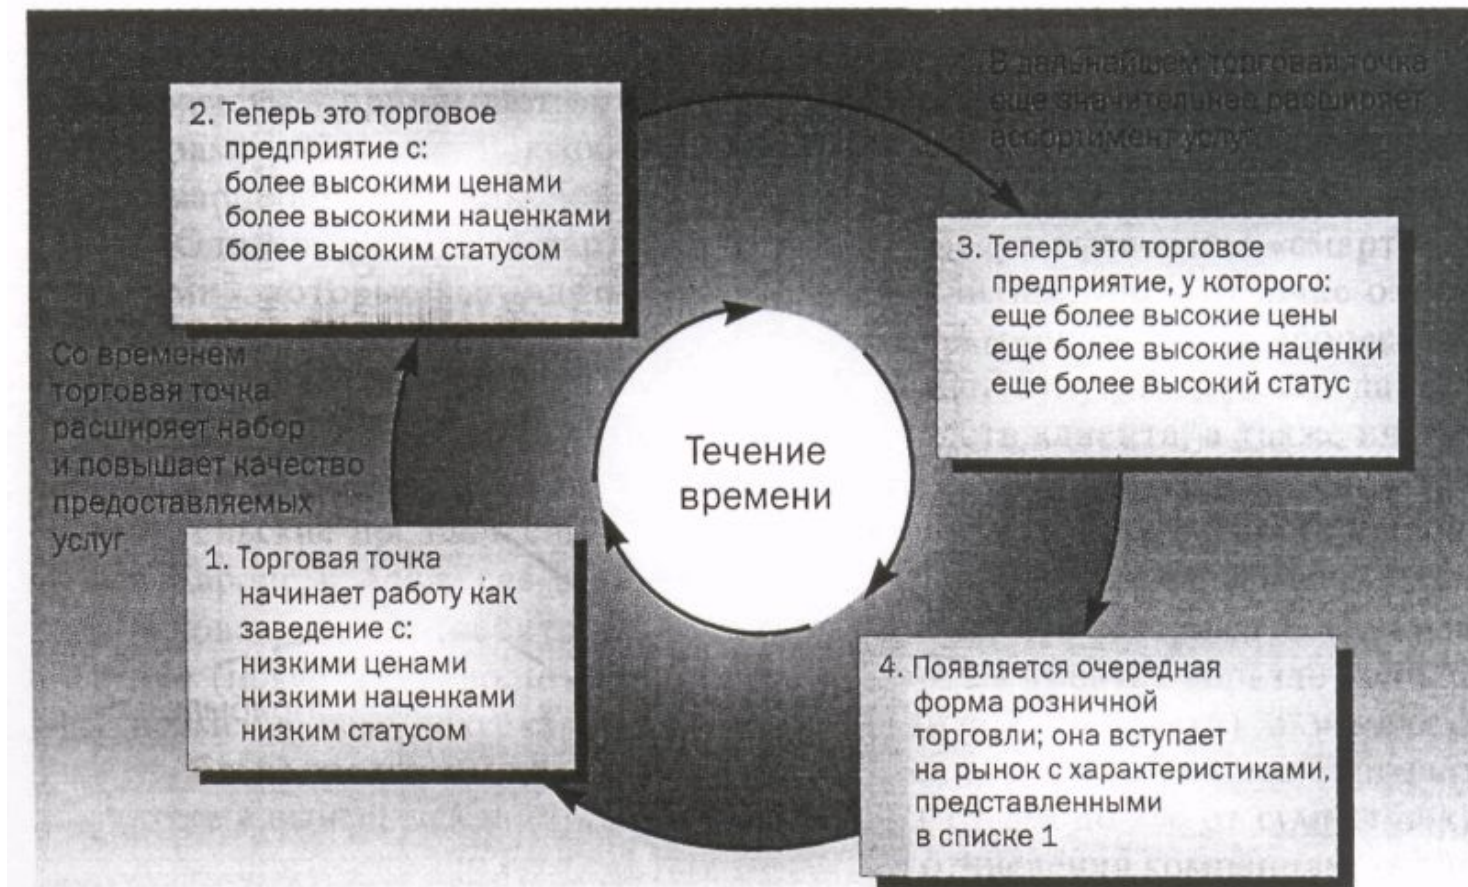 В дальнейшем торговая точка
еще значительнее расширяет
ассортимент услуг
2. Теперь это торговое
предприятие с:
более высокими ценами
более высокими наценками
более высоким статусом
3. Теперь это торговое
предприятие, у которого:
еще более высокие цены
еще более высокие наценки
еще более высокий статус
Со временем
торговая точка
расширяет набор
и повышает качество
предоставляемых
услуг
Течение
времени
1. Торговая точка
начинает работу как
заведение с:
низкими ценами
низкими наценками
низким статусом
4. Появляется очередная
форма розничной
торговли; она вступает
на рынок с характеристиками,
представленными
в списке 1